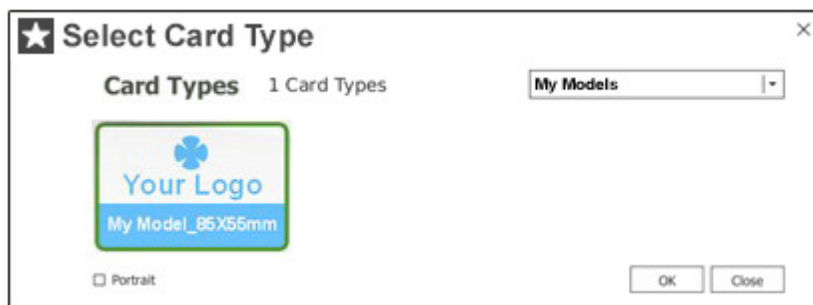 Select Card Type
Card Types 1 Card Types My Models
Your Logo
My Model_85X55mm
Portrait OK Close